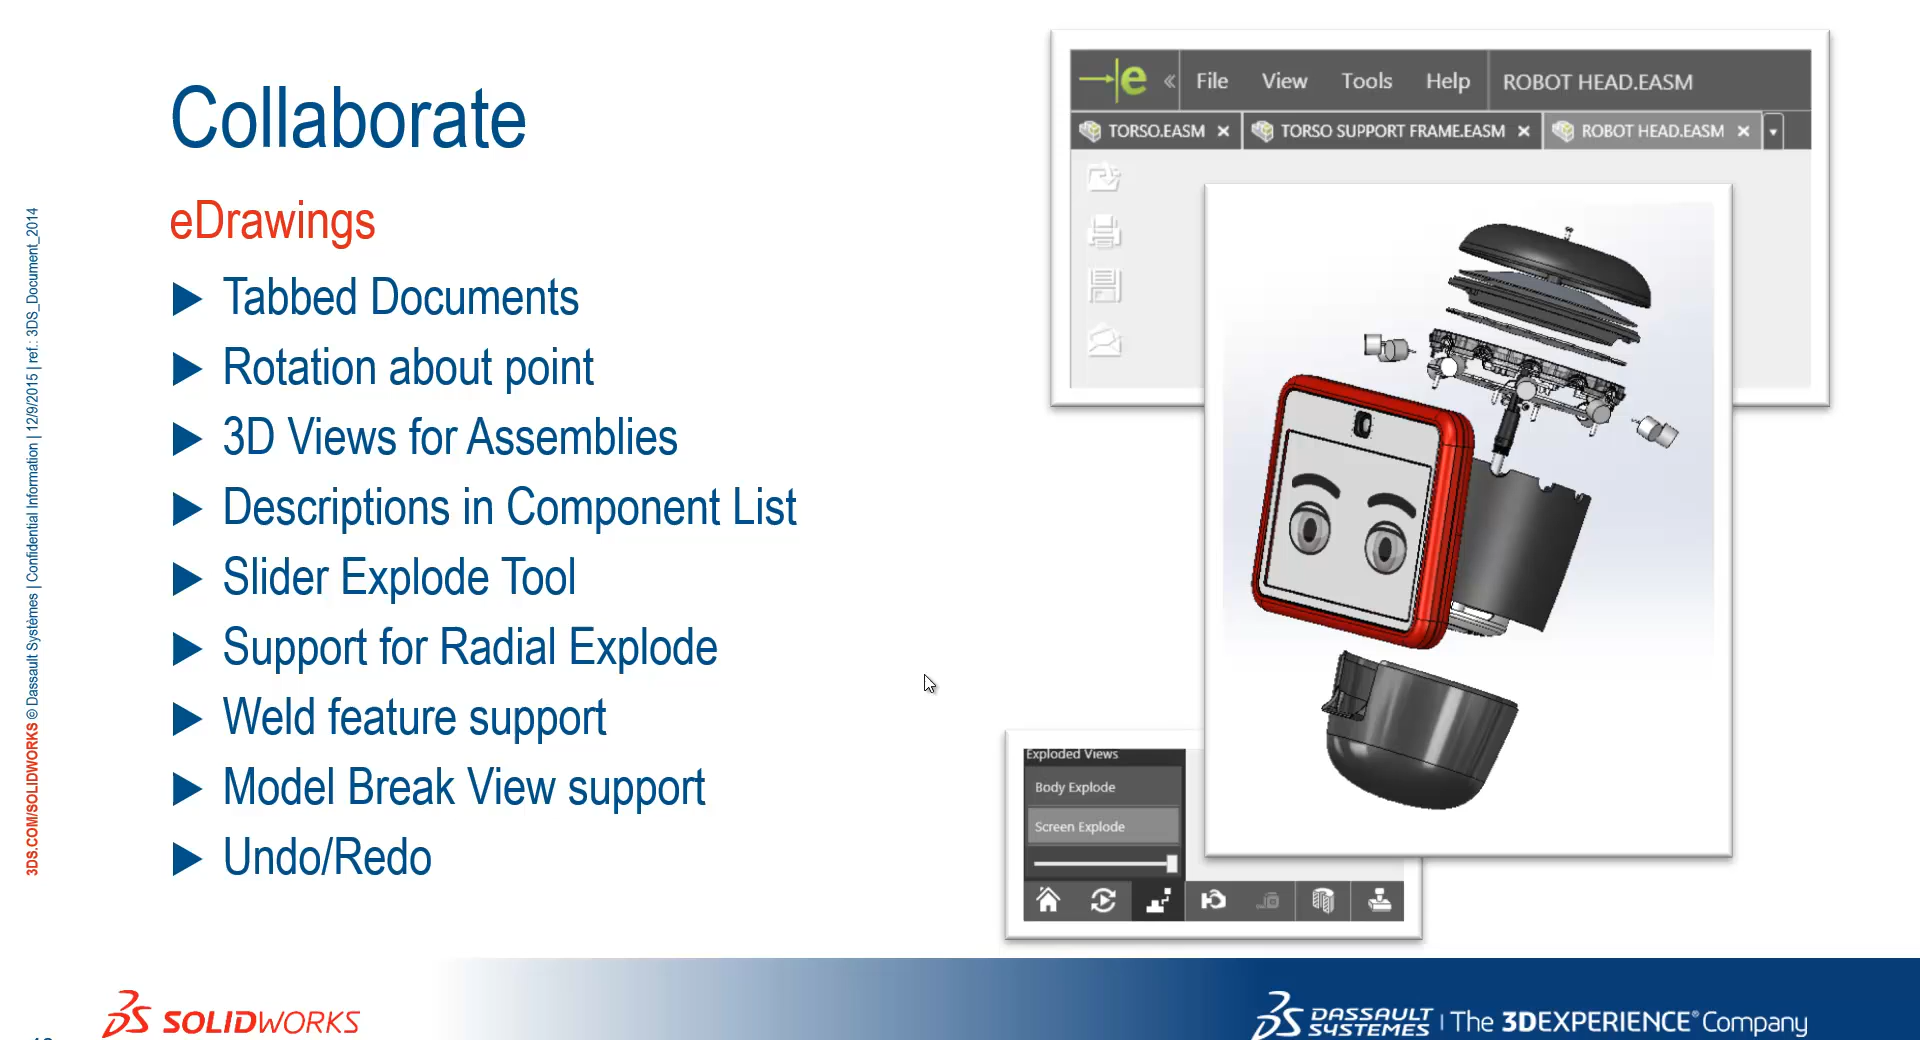 Collaborate
eDrawings
Tabbed Documents
Rotation about point
3D Views for Assemblies
Descriptions in Component List
Slider Explode Tool
Support for Radial Explode
Weld feature support
Model Break View support
Undo/Redo
3DS.COM/SOLIDWORKS © Dassault Systèmes | Confidential Information | 12/9/2015 | ref.: 3DS_Document_2014
e « File View Tools Help ROBOT HEAD.EASM
TORSO.EASM TORSO SUPPORT FRAME.EASM ROBOT HEAD.EASM
Exploded Views
Body Explode
Screen Explode
SOLIDWORKS
DASSAULT SYSTEMES | The 3DEXPERIENCE® Company